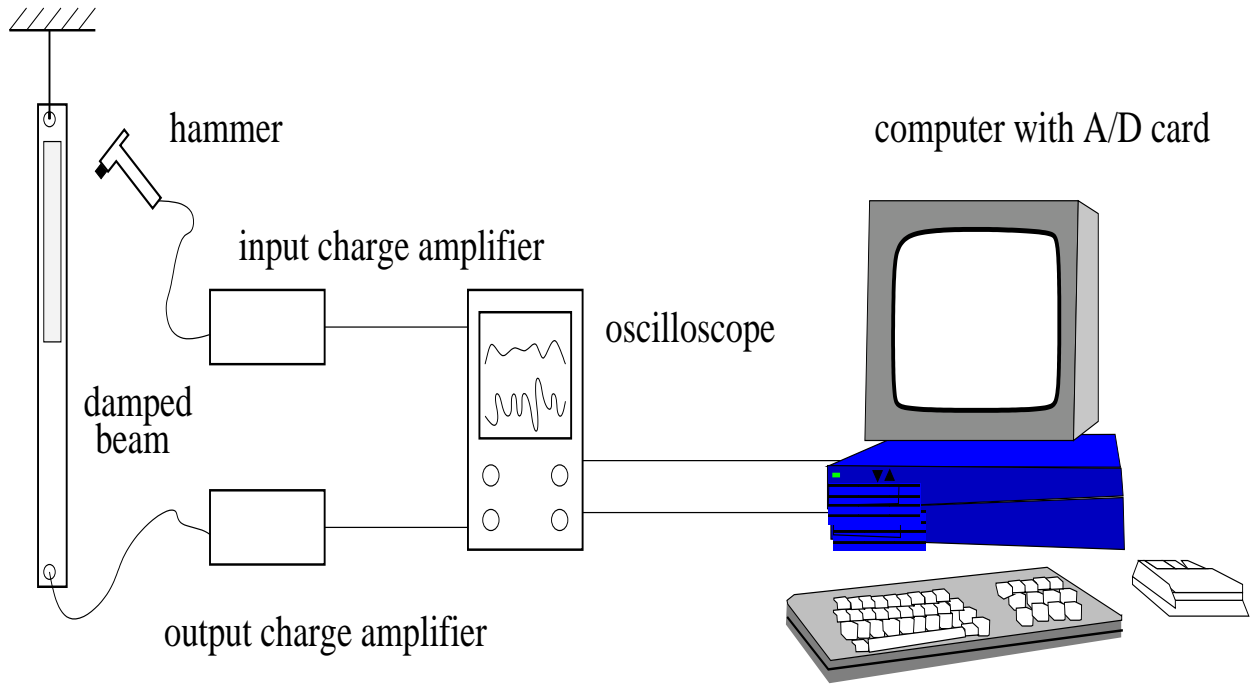 hammer
computer with A/D card
input charge amplifier
oscilloscope
damped
beam
output charge amplifier